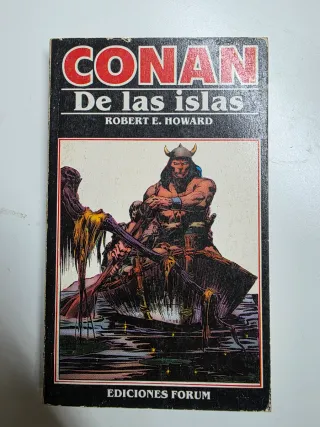 CONAN
De las islas
ROBERT E. HOWARD
EDICIONES FORUM